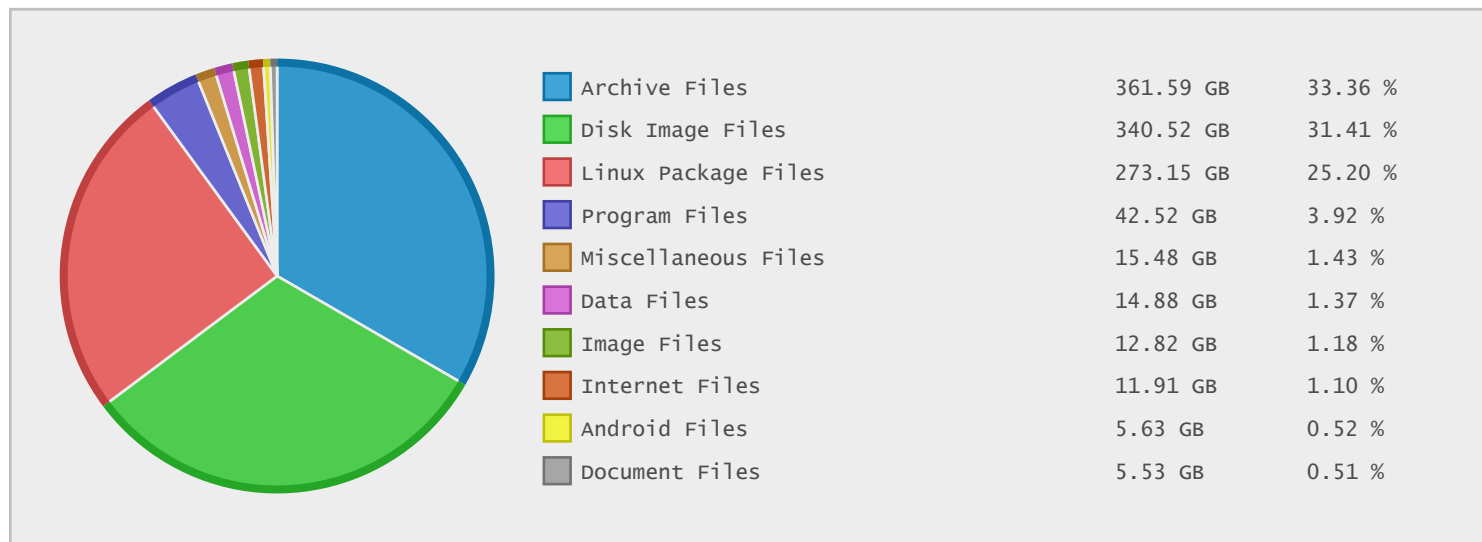 Archive Files 361.59 GB 33.36 %
Disk Image Files 340.52 GB 31.41 %
Linux Package Files 273.15 GB 25.20 %
Program Files 42.52 GB 3.92 %
Miscellaneous Files 15.48 GB 1.43 %
Data Files 14.88 GB 1.37 %
Image Files 12.82 GB 1.18 %
Internet Files 11.91 GB 1.10 %
Android Files 5.63 GB 0.52 %
Document Files 5.53 GB 0.51 %